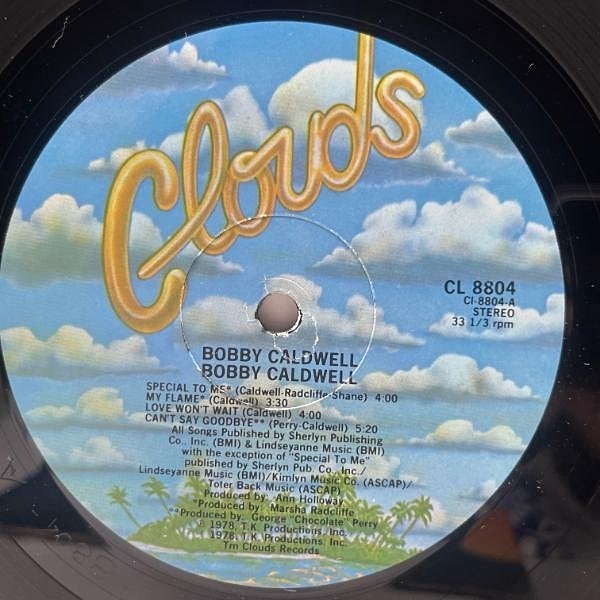 Clouds
CL 8804
Cl-8804-A
STEREO
33 1/3 rpm
BOBBY CALDWELL
BOBBY CALDWELL
SPECIAL TO ME* (Caldwell-Radcliffe-Shane) 4:00
MY FLAME* (Caldwell) 3:30
LOVE WON'T WAIT (Caldwell) 4:00
CAN'T SAY GOODBYE** (Perry-Caldwell) 5:20
All Songs Published by Sherlyn Publishing
Co., Inc. (BMI) & Lindseyanne Music (BMI)
with the exception of "Special To Me"
published by Sherlyn Pub. Co., Inc./
Lindseyanne Music (BMI)/Kimlyn Music Co. (ASCAP)/
Toter Back Music (ASCAP)
Produced by: Ann Holloway
*Produced by: Marsha Radcliffe
**Produced by: George "Chocolate" Perry
℗ 1978, T.K. Productions, Inc.
© 1978, T.K. Productions, Inc.
Tm Clouds Records